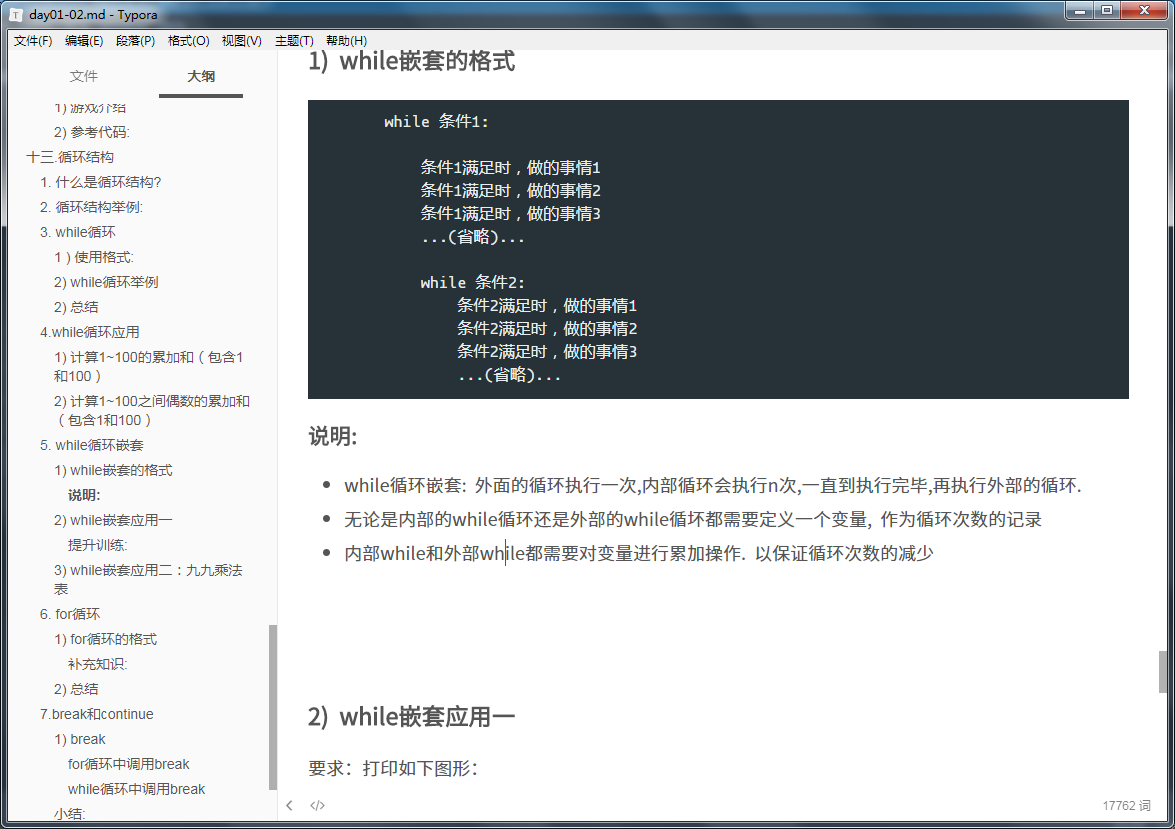 day01-02.md - Typora
文件(F) 编辑(E) 段落(P) 格式(O) 视图(V) 主题(T) 帮助(H)
文件 大纲
1) 游戏介绍
2) 参考代码:
十三.循环结构
1. 什么是循环结构?
2. 循环结构举例:
3. while循环
1 ) 使用格式:
2) while循环举例
2) 总结
4.while循环应用
1) 计算1~100的累加和（包含1
和100）
2) 计算1~100之间偶数的累加和
（包含1和100）
5. while循环嵌套
1) while嵌套的格式
说明:
2) while嵌套应用一
提升训练:
3) while嵌套应用二：九九乘法
表
6. for循环
1) for循环的格式
补充知识:
2) 总结
7.break和continue
1) break
for循环中调用break
while循环中调用break
小结:
1) while嵌套的格式
while 条件1:
条件1满足时，做的事情1
条件1满足时，做的事情2
条件1满足时，做的事情3
...(省略)...
while 条件2:
条件2满足时，做的事情1
条件2满足时，做的事情2
条件2满足时，做的事情3
...(省略)...
说明:
• while循环嵌套: 外面的循环执行一次,内部循环会执行n次,一直到执行完毕,再执行外部的循环.
• 无论是内部的while循环还是外部的while循坏都需要定义一个变量, 作为循环次数的记录
• 内部while和外部while都需要对变量进行累加操作. 以保证循环次数的减少
2) while嵌套应用一
要求：打印如下图形：
</> 17762 词